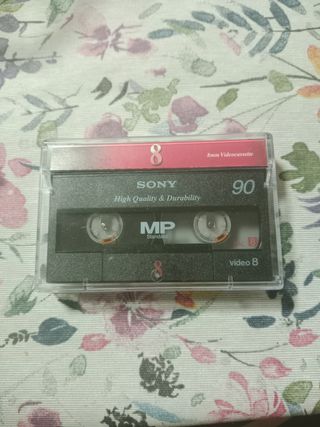 8
8mm Videocassette
SONY
90
High Quality & Durability
MP
Standard
8
video 8